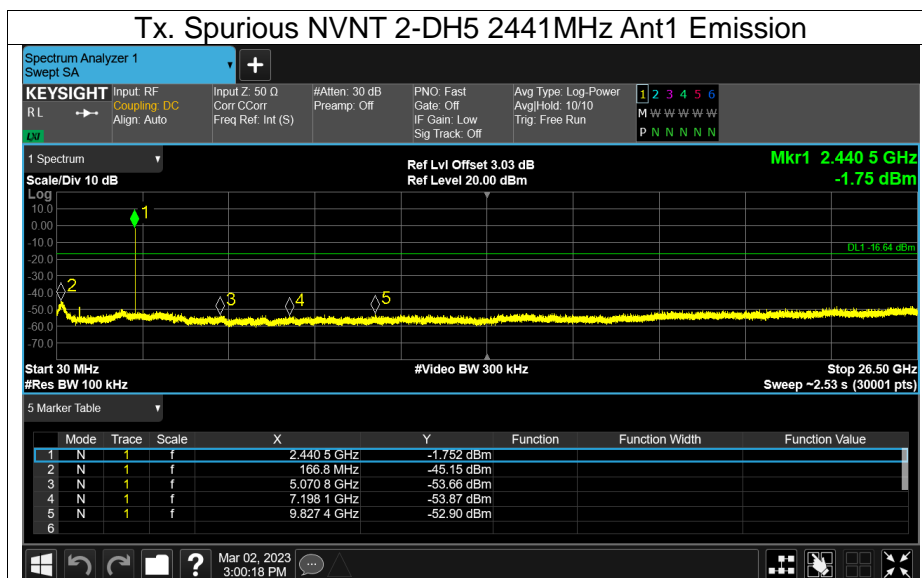 Tx. Spurious NVNT 2-DH5 2441MHz Ant1 Emission
Spectrum Analyzer 1
Swept SA
+
KEYSIGHT Input: RF Input Z: 50 Ω #Atten: 30 dB PNO: Fast Avg Type: Log-Power 1 2 3 4 5 6
R L Coupling: DC Corr CCorr Preamp: Off Gate: Off Avg|Hold: 10/10 M W W W W W
Align: Auto Freq Ref: Int (S) IF Gain: Low Trig: Free Run
LXI Sig Track: Off P N N N N N
1 Spectrum Ref Lvl Offset 3.03 dB Mkr1 2.440 5 GHz
Scale/Div 10 dB Ref Level 20.00 dBm -1.75 dBm
Log
10.0 1
0.00
-10.0 DL1 -16.64 dBm
-20.0
-30.0
-40.0 2 3 4 5
-50.0
-60.0
-70.0
Start 30 MHz #Video BW 300 kHz Stop 26.50 GHz
#Res BW 100 kHz Sweep ~2.53 s (30001 pts)
5 Marker Table
Mode Trace Scale X Y Function Function Width Function Value
1 N 1 f 2.440 5 GHz -1.752 dBm
2 N 1 f 166.8 MHz -45.15 dBm
3 N 1 f 5.070 8 GHz -53.66 dBm
4 N 1 f 7.198 1 GHz -53.87 dBm
5 N 1 f 9.827 4 GHz -52.90 dBm
6
? Mar 02, 2023
3:00:18 PM